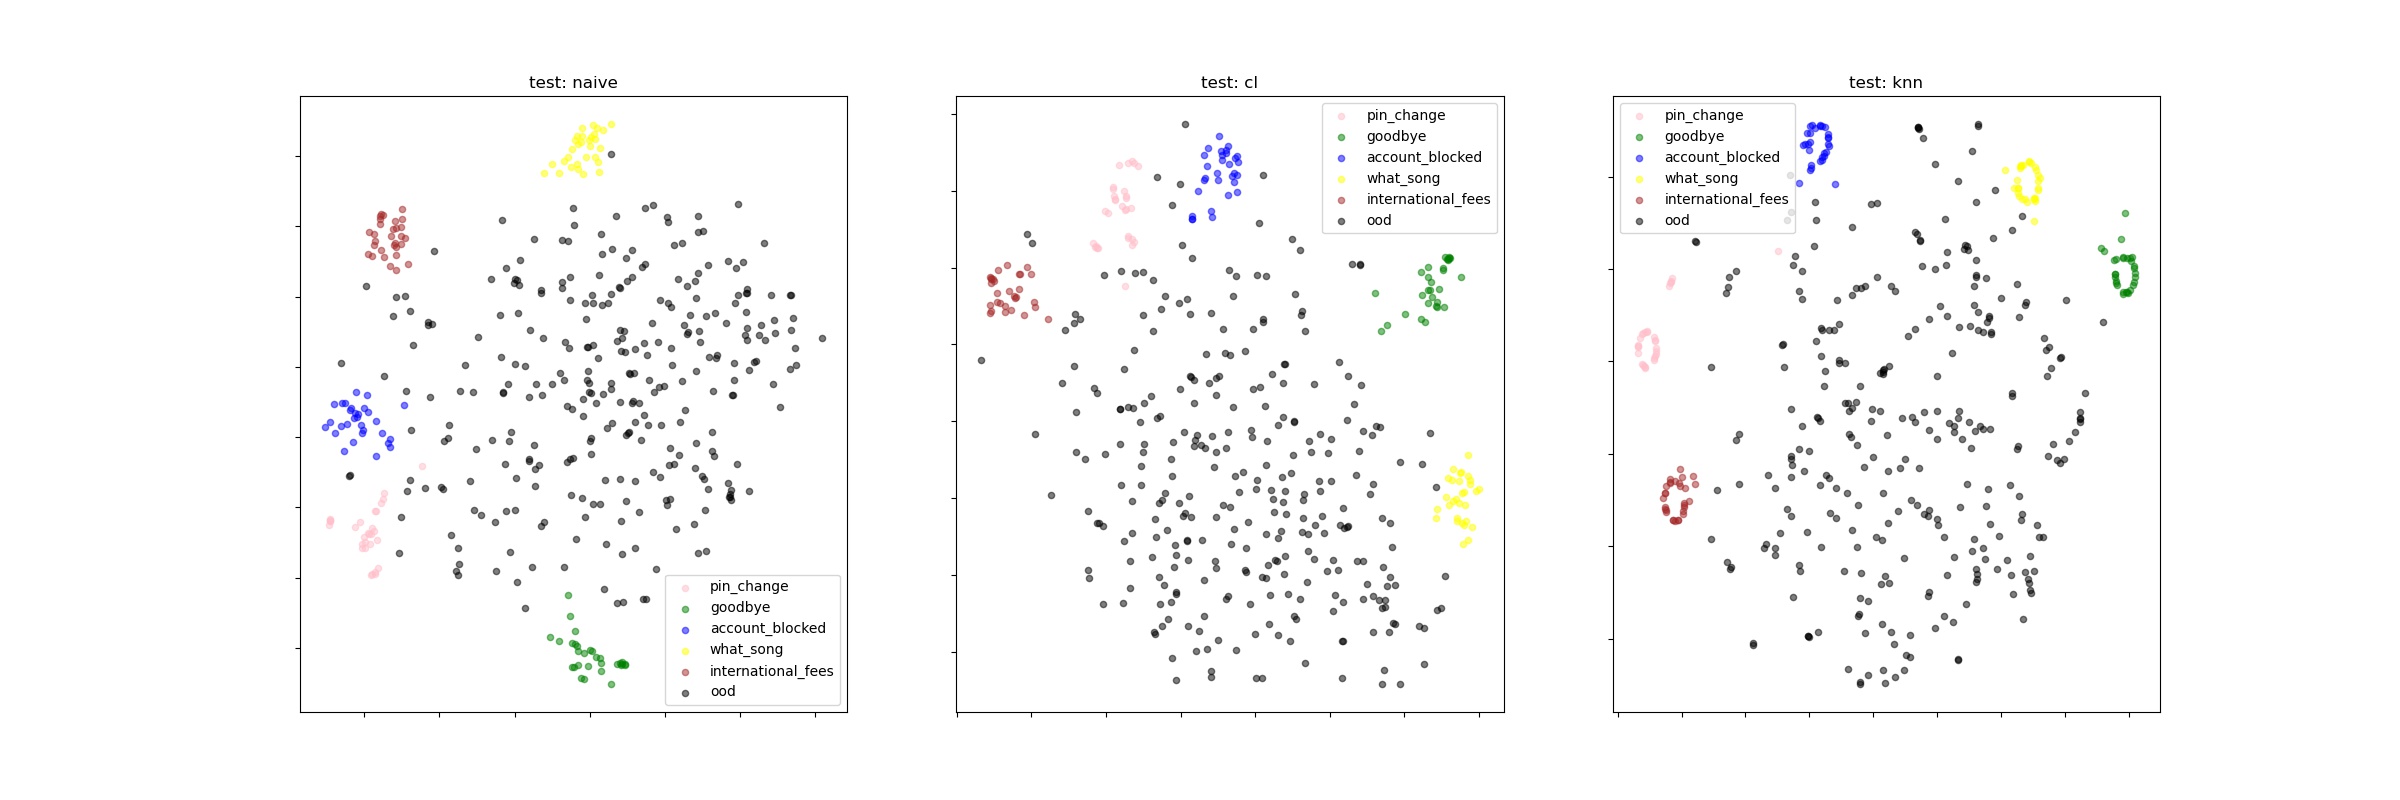 test: naive
pin_change
goodbye
account_blocked
what_song
international_fees
ood
test: cl
pin_change
goodbye
account_blocked
what_song
international_fees
ood
test: knn
pin_change
goodbye
account_blocked
what_song
international_fees
ood